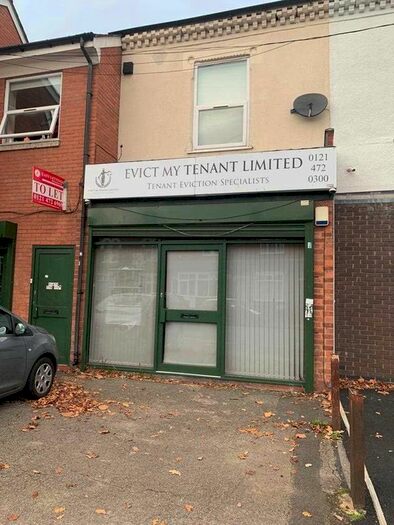 EVICT MY TENANT LIMITED
TENANT EVICTION SPECIALISTS
0121
472
0300
TO LET